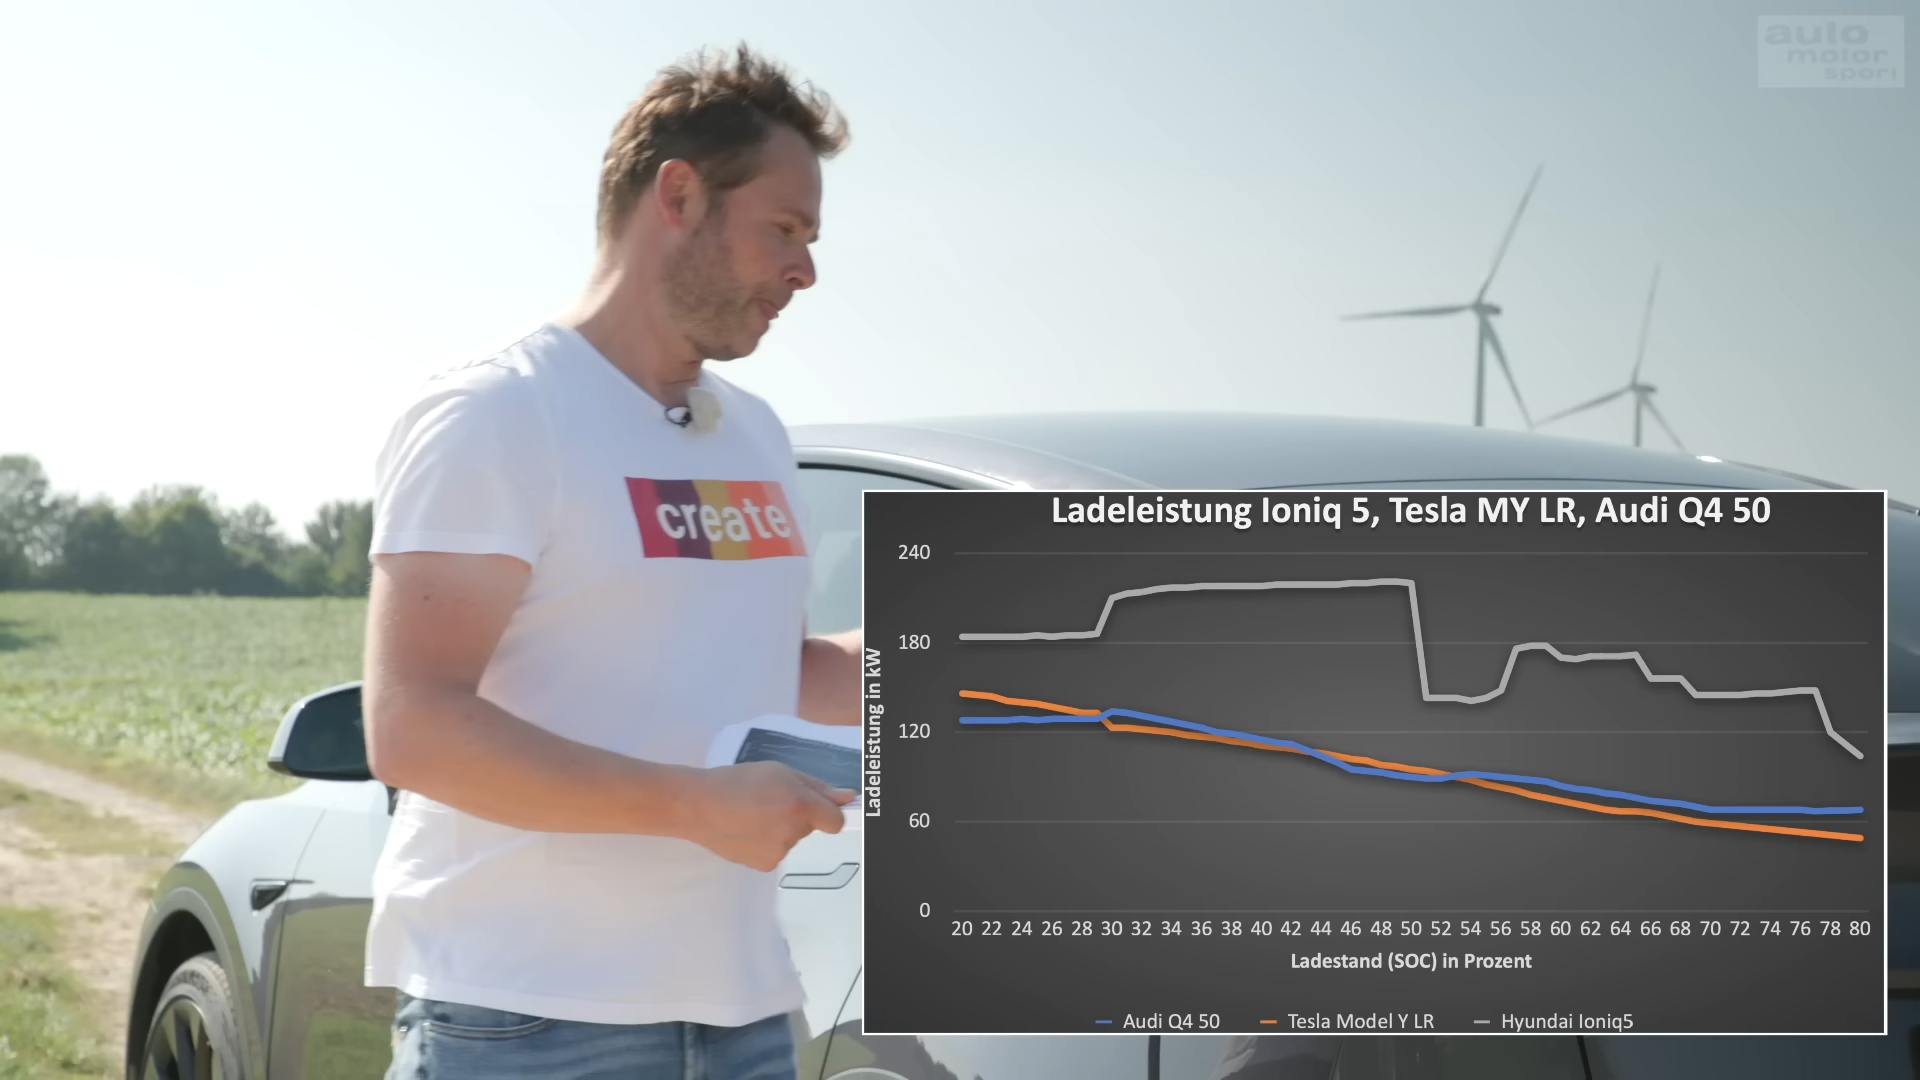 auto
motor
sport
create
Ladeleistung Ioniq 5, Tesla MY LR, Audi Q4 50
240
180
120
60
0
Ladeleistung in kW
20 22 24 26 28 30 32 34 36 38 40 42 44 46 48 50 52 54 56 58 60 62 64 66 68 70 72 74 76 78 80
Ladestand (SOC) in Prozent
Audi Q4 50 Tesla Model Y LR Hyundai Ioniq5